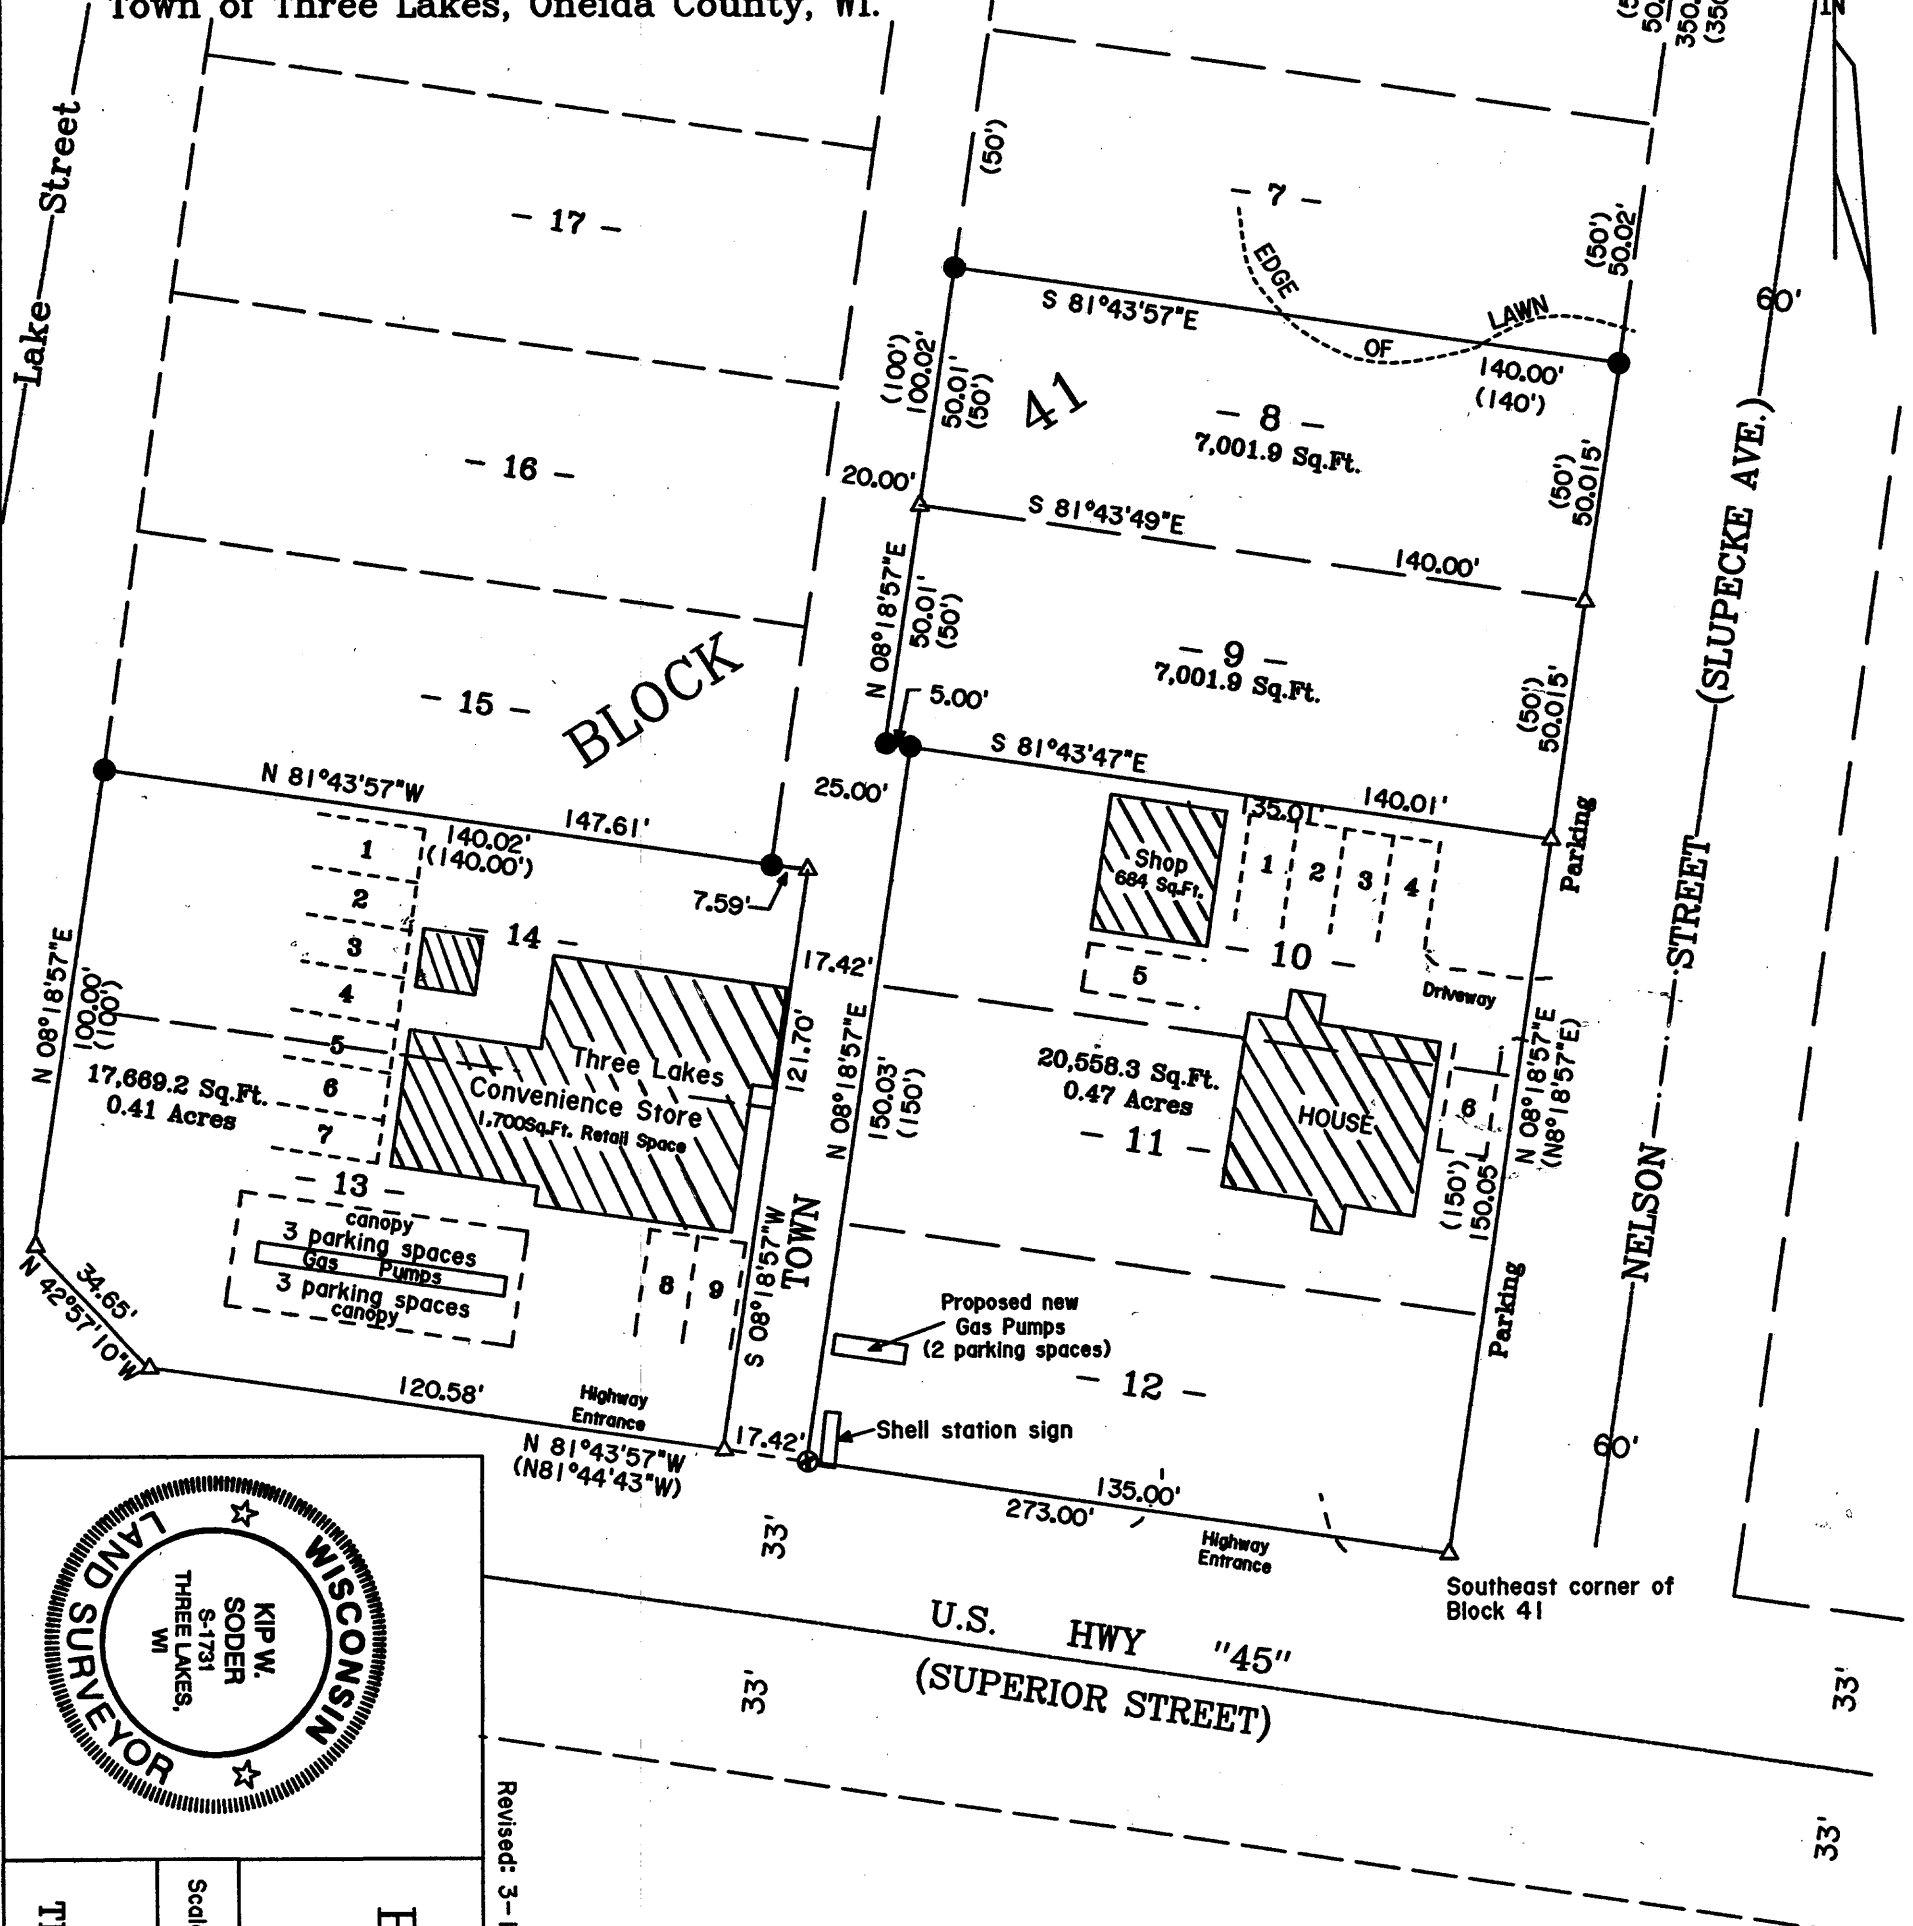 Town of Three Lakes, Oneida County, WI.
Lake Street
- 17 -
- 16 -
- 15 -
BLOCK
41
(50')
- 7 -
EDGE
OF
LAWN
(50')
50.02'
60'
S 81°43'57"E
140.00'
(140')
(100')
100.02'
50.01'
(50')
- 8 -
7,001.9 Sq.Ft.
(50')
50.015'
20.00'
S 81°43'49"E
140.00'
N 08°18'57"E
50.01'
(50')
- 9 -
7,001.9 Sq.Ft.
(50')
50.015'
5.00'
S 81°43'47"E
25.00'
140.01'
135.01'
NELSON STREET (SLUPECKE AVE.)
Parking
N 81°43'57"W
147.61'
140.02'
(140.00')
7.59'
1
2
3
4
5
6
7
- 14 -
N 08°18'57"E
100.00'
(100')
17,669.2 Sq.Ft.
0.41 Acres
Three Lakes
Convenience Store
1,700Sq.Ft. Retail Space
- 13 -
canopy
3 parking spaces
Gas Pumps
3 parking spaces
canopy
8
9
34.65'
N 42°57'10"W
120.58'
Highway
Entrance
N 81°43'57"W
(N81°44'43"W)
17.42'
17.42'
121.70'
S 08°18'57"W
TOWN
N 08°18'57"E
150.03'
(150')
Shop
684 Sq.Ft.
1
2
3
4
5
- 10 -
Driveway
20,558.3 Sq.Ft.
0.47 Acres
- 11 -
HOUSE
6
N 08°18'57"E
(N8°18'57"E)
(150')
150.05'
Parking
Proposed new
Gas Pumps
(2 parking spaces)
- 12 -
Shell station sign
135.00'
273.00'
Highway
Entrance
60'
Southeast corner of
Block 41
33'
33'
U.S. HWY "45"
(SUPERIOR STREET)
33'
33'
WISCONSIN
LAND SURVEYOR
KIP W.
SODER
S-1731
THREE LAKES,
WI
Revised: 3-